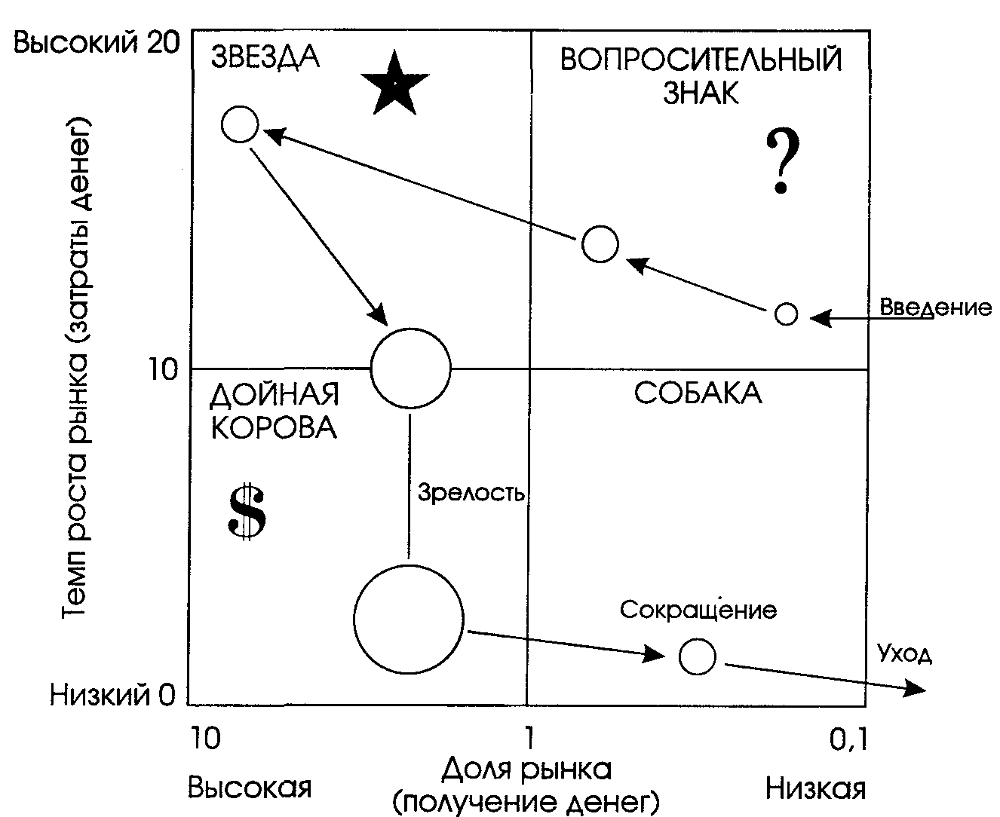 Высокий 20
ЗВЕЗДА
ВОПРОСИТЕЛЬНЫЙ
ЗНАК
?
Темп роста рынка (затраты денег)
Введение
10
ДОЙНАЯ
КОРОВА
СОБАКА
$
Зрелость
Сокращение
Уход
Низкий 0
10
1
0,1
Высокая
Доля рынка
(получение денег)
Низкая